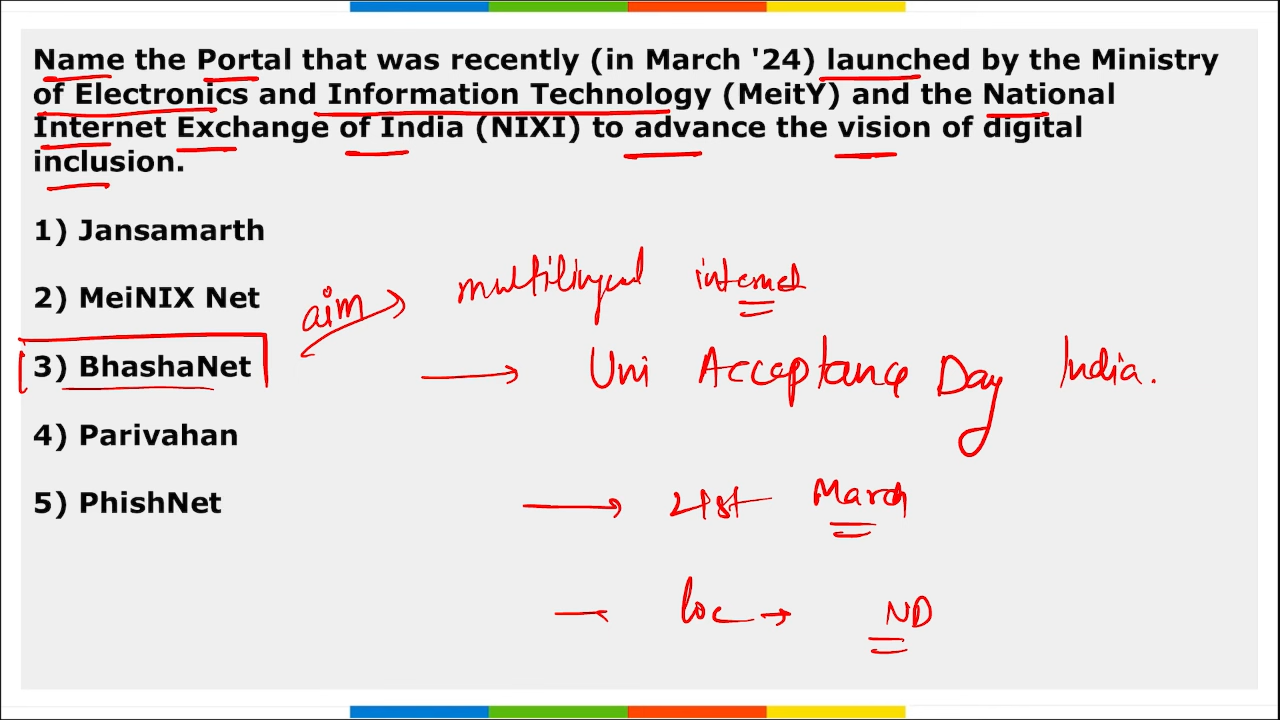 Name the Portal that was recently (in March '24) launched by the Ministry
of Electronics and Information Technology (MeitY) and the National
Internet Exchange of India (NIXI) to advance the vision of digital
inclusion.
1) Jansamarth
2) MeiNIX Net
aim multilingual internet
3) BhashaNet
Uni Acceptance Day India.
4) Parivahan
5) PhishNet
21st March
loc → ND